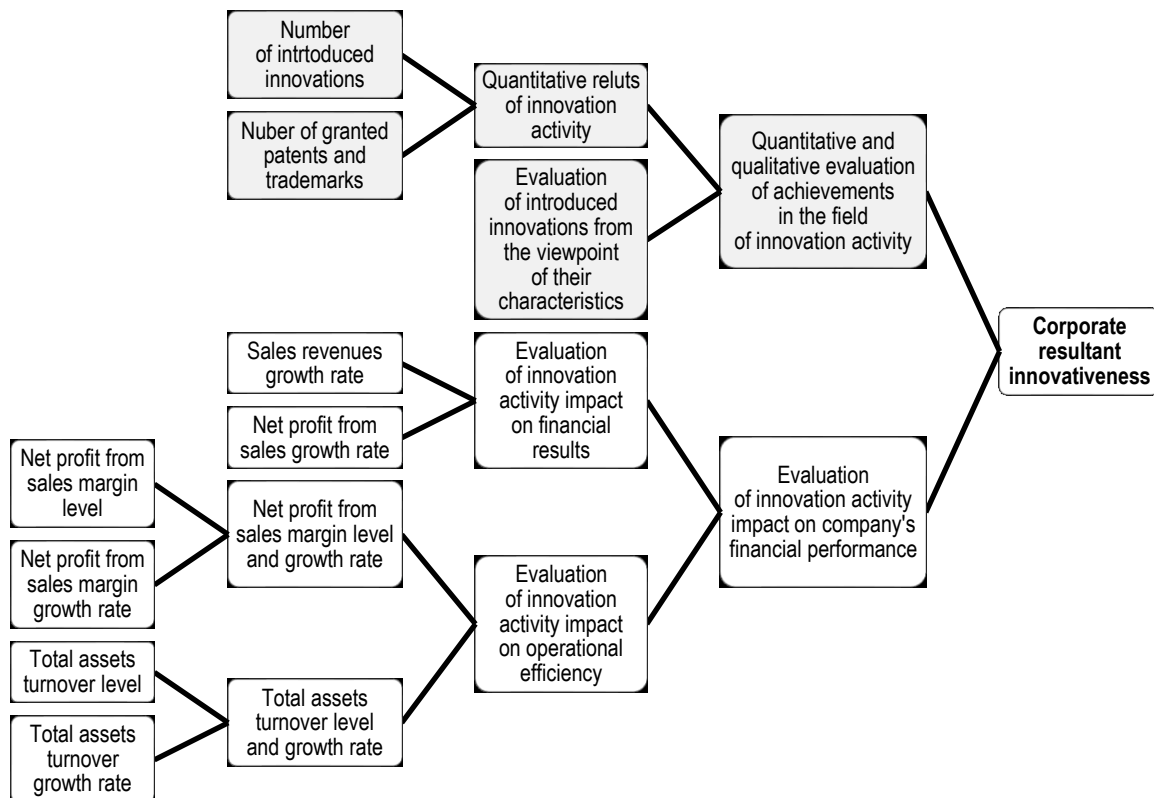 Number
of intrtoduced
innovations
Nuber of granted
patents and
trademarks
Quantitative reluts
of innovation
activity
Evaluation
of introduced
innovations from
the viewpoint
of their
characteristics
Quantitative and
qualitative evaluation
of achievements
in the field
of innovation activity
Corporate
resultant
innovativeness
Sales revenues
growth rate
Net profit from
sales growth rate
Evaluation
of innovation
activity impact
on financial
results
Net profit from
sales margin
level
Net profit from
sales margin
growth rate
Net profit from
sales margin level
and growth rate
Evaluation
of innovation activity
impact on company's
financial performance
Evaluation
of innovation
activity impact
on operational
efficiency
Total assets
turnover level
Total assets
turnover
growth rate
Total assets
turnover level
and growth rate